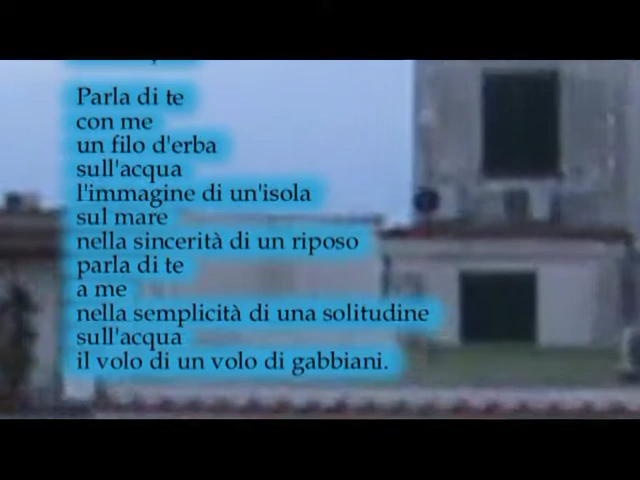 Parla di te
con me
un filo d'erba
sull'acqua
l'immagine di un'isola
sul mare
nella sincerità di un riposo
parla di te
a me
nella semplicità di una solitudine
sull'acqua
il volo di un volo di gabbiani.